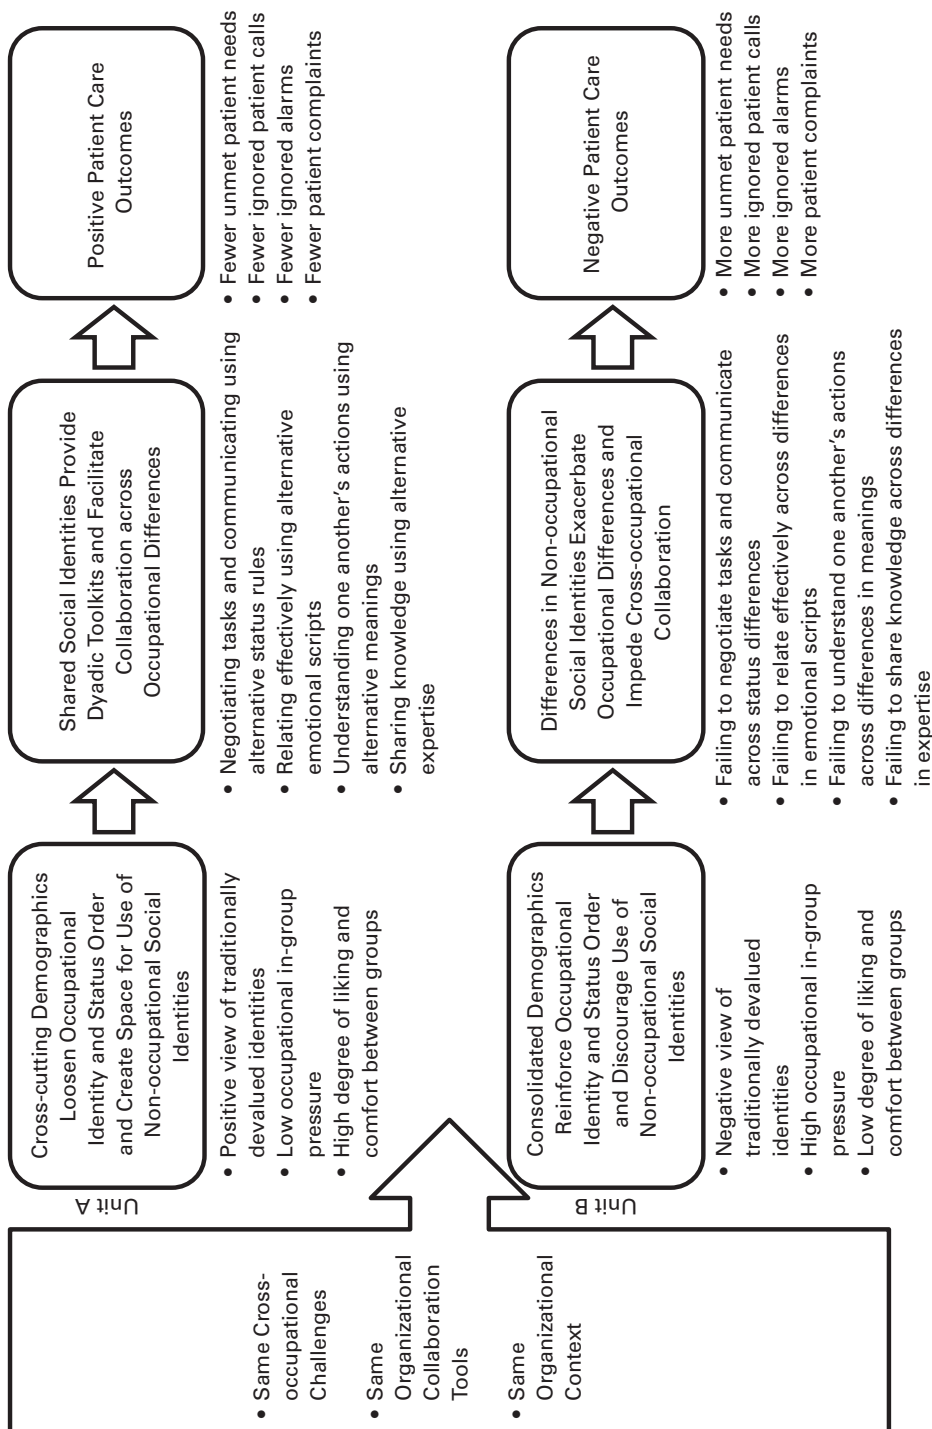 • Same Cross-
occupational
Challenges
• Same
Organizational
Collaboration
Tools
• Same
Organizational
Context
Unit A
Cross-cutting Demographics
Loosen Occupational
Identity and Status Order
and Create Space for Use of
Non-occupational Social
Identities
• Positive view of traditionally
devalued identities
• Low occupational in-group
pressure
• High degree of liking and
comfort between groups
Shared Social Identities Provide
Dyadic Toolkits and Facilitate
Collaboration across
Occupational Differences
• Negotiating tasks and communicating using
alternative status rules
• Relating effectively using alternative
emotional scripts
• Understanding one another's actions using
alternative meanings
• Sharing knowledge using alternative
expertise
Positive Patient Care
Outcomes
• Fewer unmet patient needs
• Fewer ignored patient calls
• Fewer ignored alarms
• Fewer patient complaints
Unit B
Consolidated Demographics
Reinforce Occupational
Identity and Status Order
and Discourage Use of
Non-occupational Social
Identities
• Negative view of
traditionally devalued
identities
• High occupational in-group
pressure
• Low degree of liking and
comfort between groups
Differences in Non-occupational
Social Identities Exacerbate
Occupational Differences and
Impede Cross-occupational
Collaboration
• Failing to negotiate tasks and communicate
across status differences
• Failing to relate effectively across differences
in emotional scripts
• Failing to understand one another's actions
across differences in meanings
• Failing to share knowledge across differences
in expertise
Negative Patient Care
Outcomes
• More unmet patient needs
• More ignored patient calls
• More ignored alarms
• More patient complaints